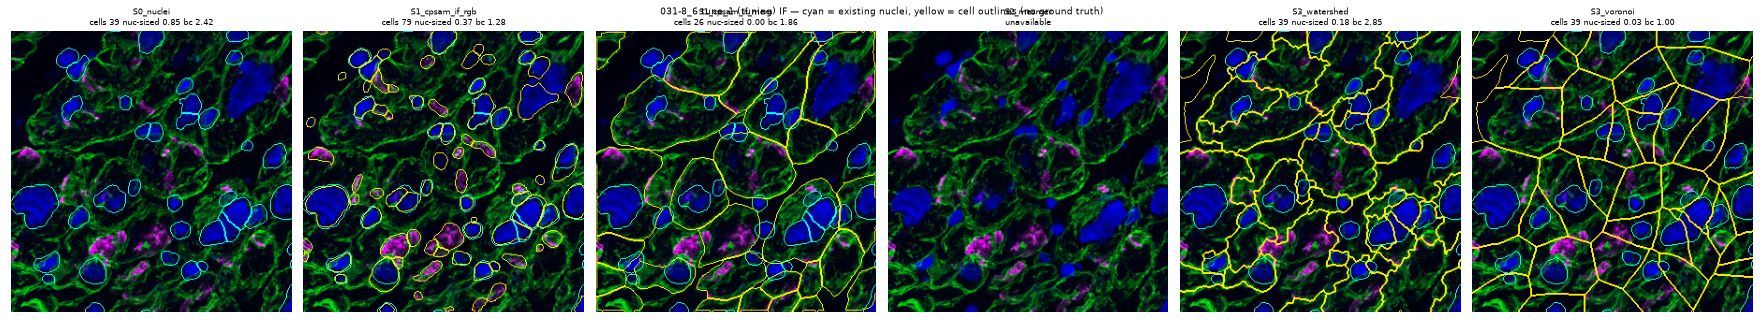 031-8_6
(tuning) IF — cyan = existing nuclei, yellow = cell outlines (no ground truth)
S0_nuclei
cells 39 nuc-sized 0.85 bc 2.42
S1_cpsam_if_rgb
cells 79 nuc-sized 0.37 bc 1.28
cells 26 nuc-sized 0.00 bc 1.86
unavailable
S3_watershed
cells 39 nuc-sized 0.18 bc 2.85
S3_voronoi
cells 39 nuc-sized 0.03 bc 1.00